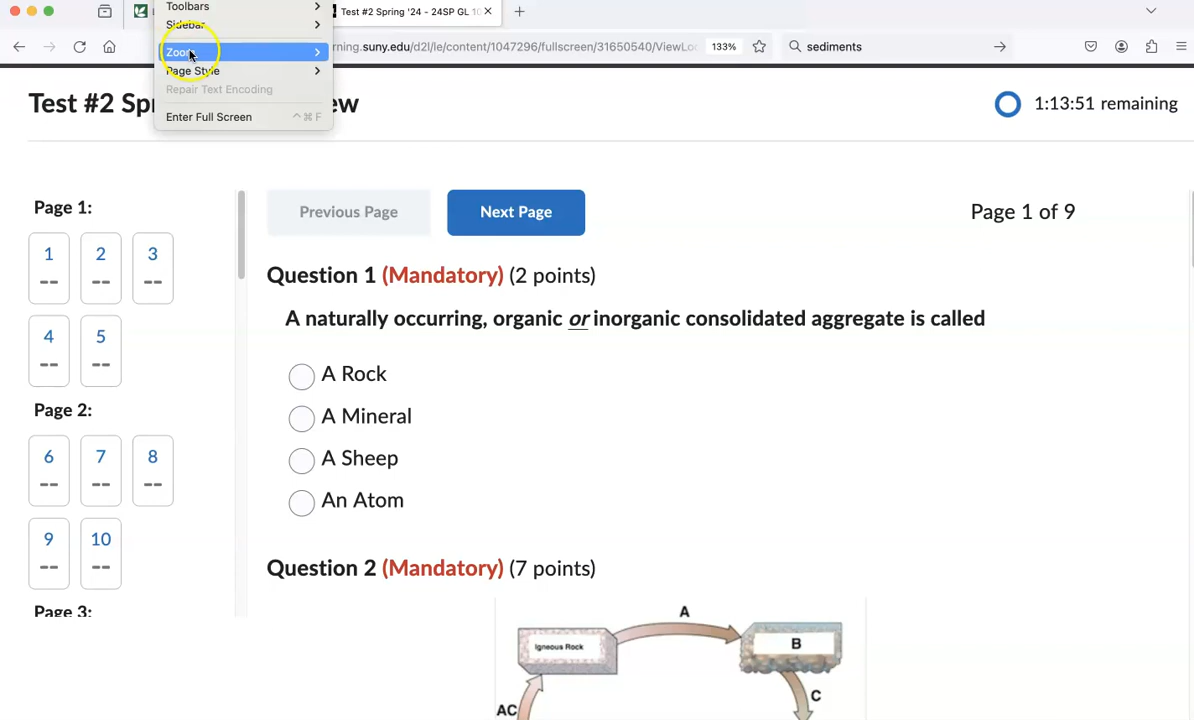 Toolbars
Sidebar
Zoom
Page Style
Repair Text Encoding
Enter Full Screen ^⌘F
Test #2 Spring '24 - 24SP GL 10
rning.suny.edu/d2l/le/content/1047296/fullscreen/31650540/ViewLoc
133%
sediments
Test #2 Sp
ew
1:13:51 remaining
Page 1:
1 2 3
-- -- --
4 5
-- --
Page 2:
6 7 8
-- -- --
9 10
-- --
Page 3:
Previous Page
Next Page
Page 1 of 9
Question 1 (Mandatory) (2 points)
A naturally occurring, organic or inorganic consolidated aggregate is called
A Rock
A Mineral
A Sheep
An Atom
Question 2 (Mandatory) (7 points)
A
Igneous Rock
B
C
AC